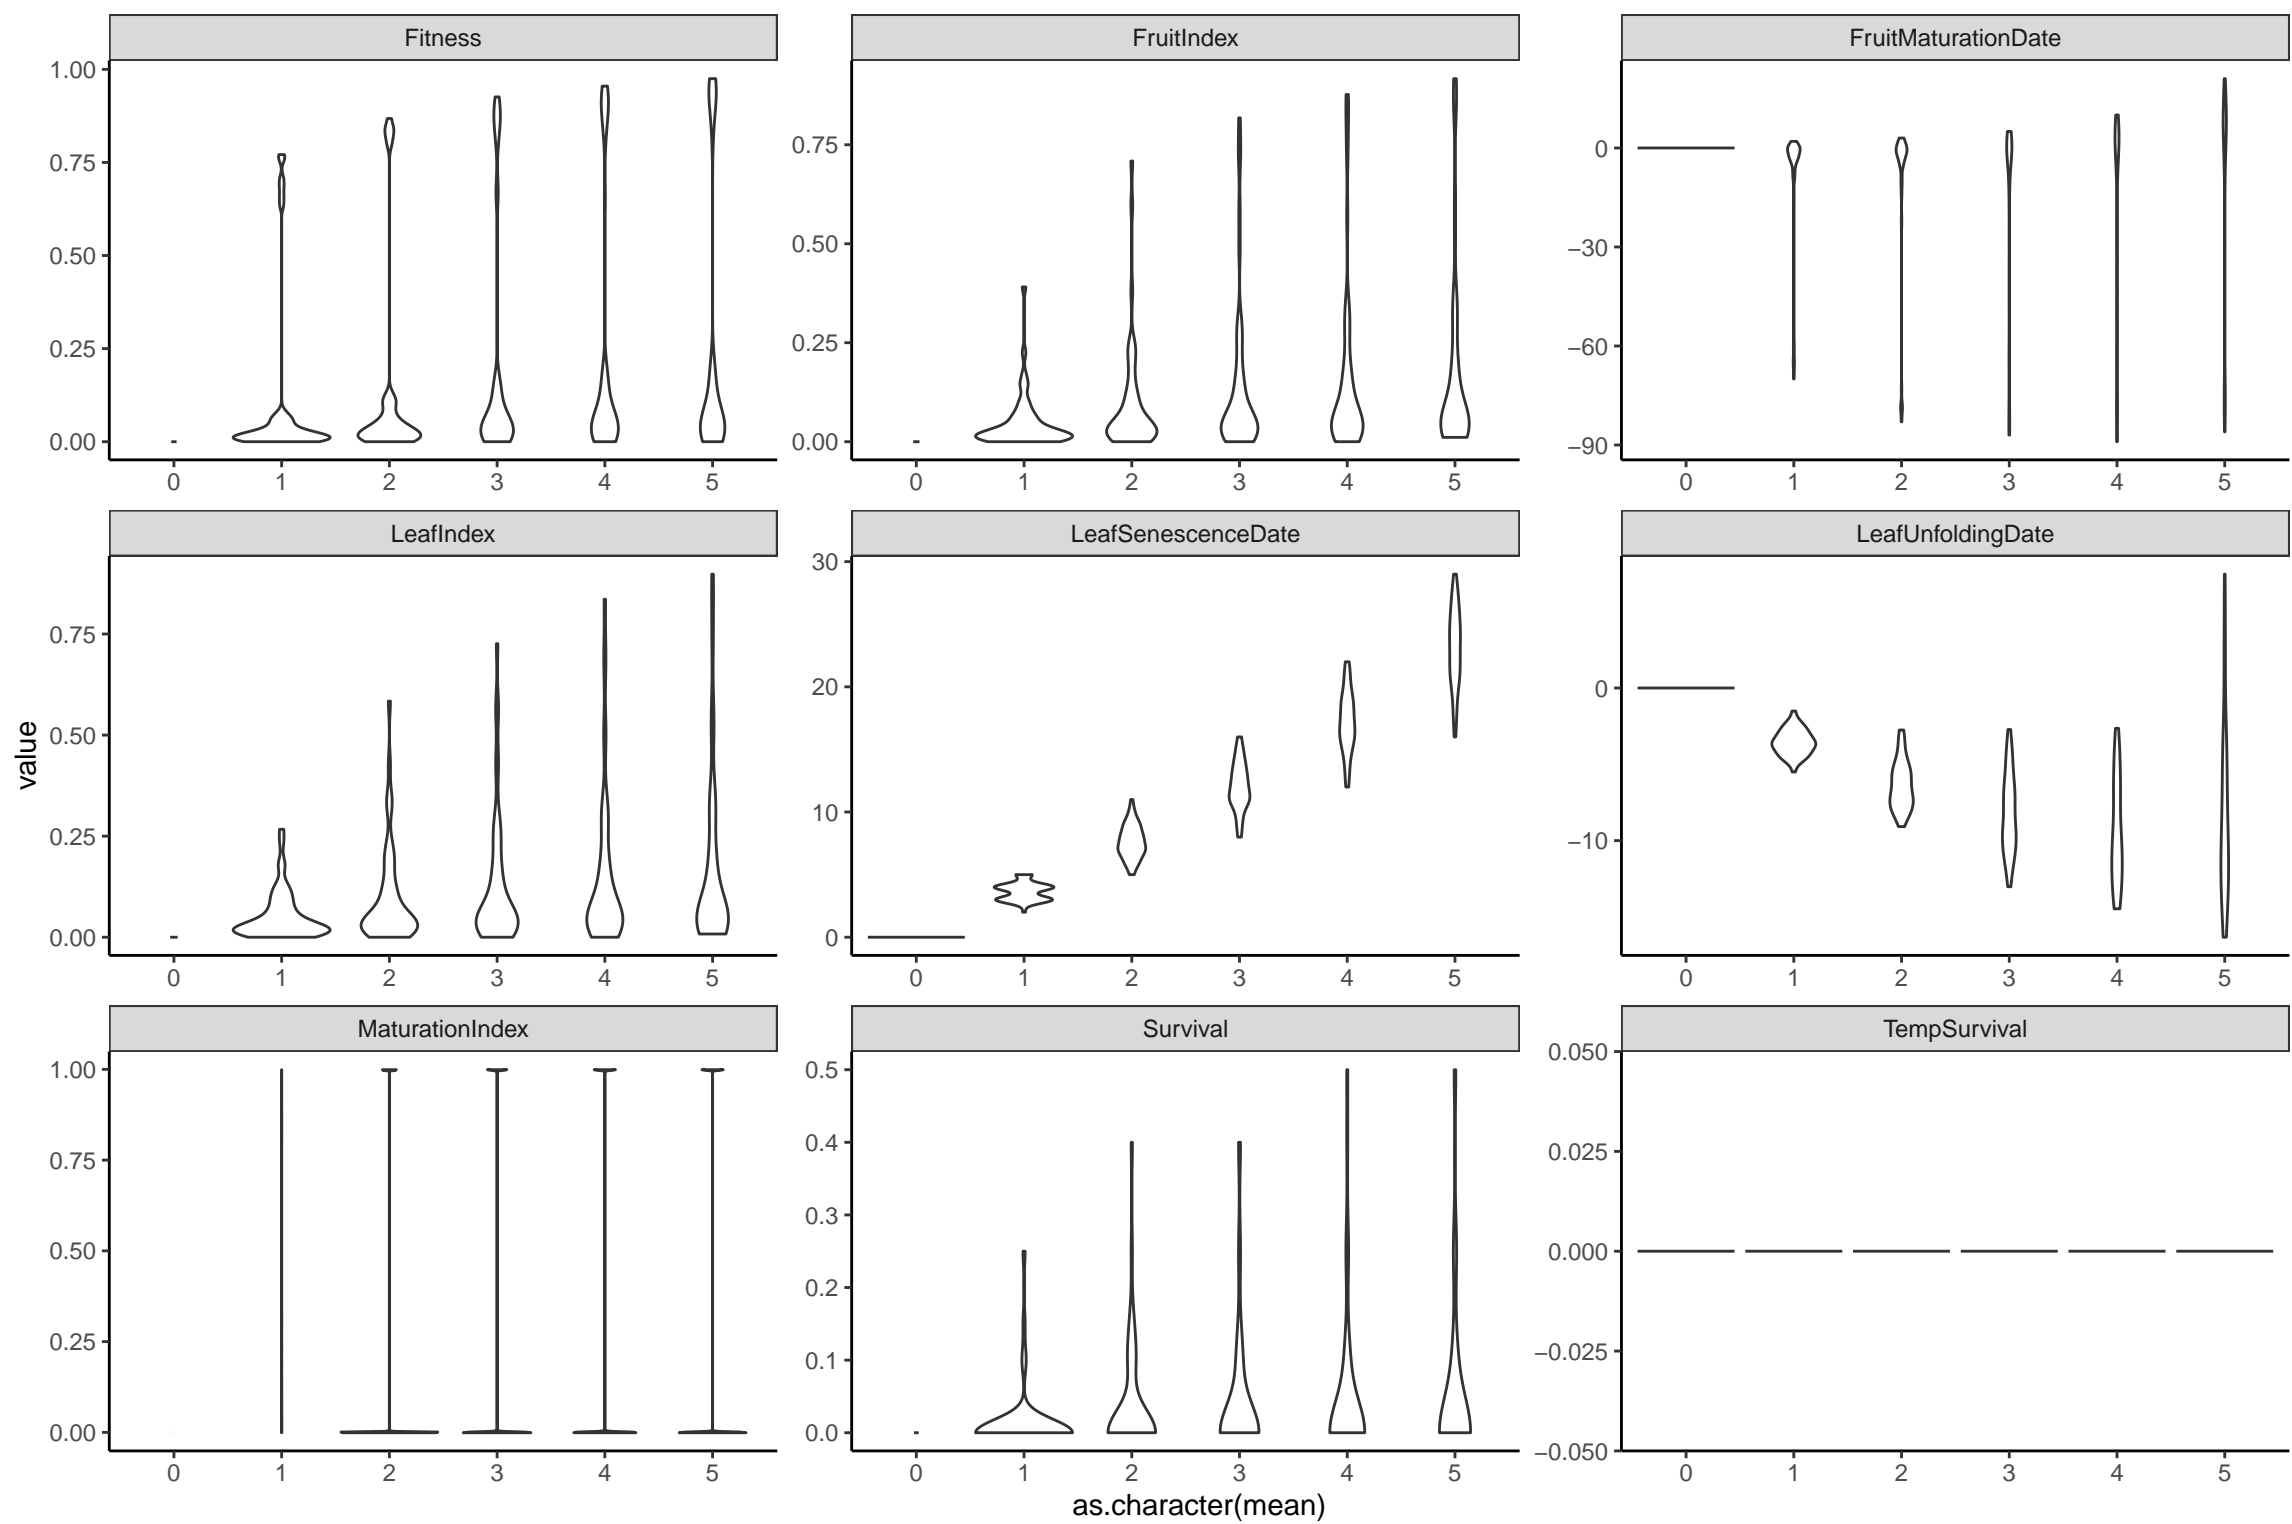 Fitness
FruitIndex
FruitMaturationDate
1.00
0.75
0.50
0.25
0.00
0.75
0.50
0.25
0.00
0
−30
−60
−90
0 1 2 3 4 5
0 1 2 3 4 5
0 1 2 3 4 5
LeafIndex
LeafSenescenceDate
LeafUnfoldingDate
value
0.75
0.50
0.25
0.00
30
20
10
0
0
−10
0 1 2 3 4 5
0 1 2 3 4 5
0 1 2 3 4 5
MaturationIndex
Survival
TempSurvival
1.00
0.75
0.50
0.25
0.00
0.5
0.4
0.3
0.2
0.1
0.0
0.050
0.025
0.000
−0.025
−0.050
0 1 2 3 4 5
0 1 2 3 4 5
0 1 2 3 4 5
as.character(mean)